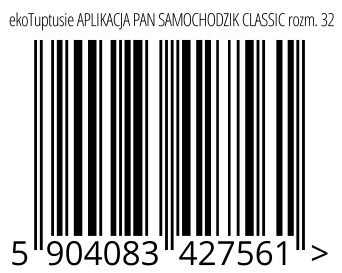 ekoTuptusie APLIKACJA PAN SAMOCHODZIK CLASSIC rozm. 32
5 904083 427561 >